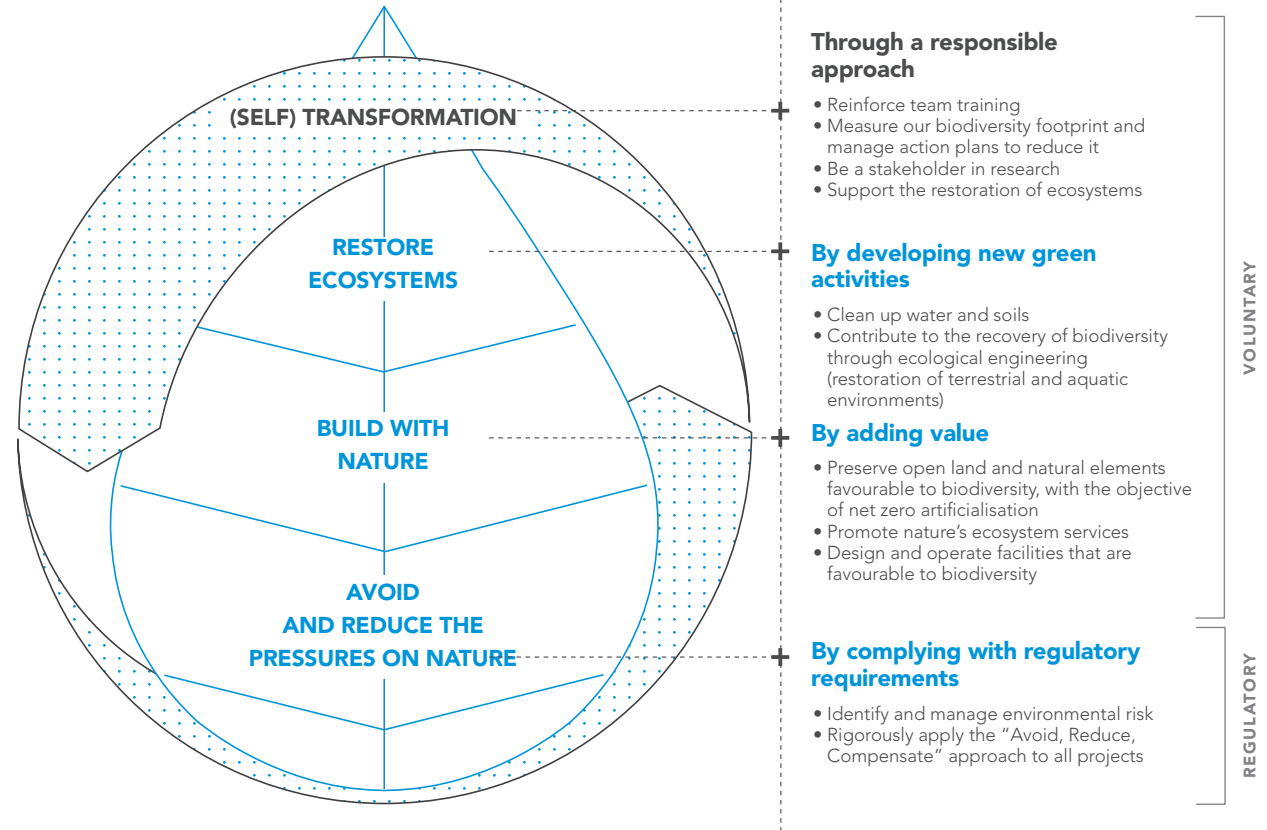 (SELF) TRANSFORMATION
RESTORE
ECOSYSTEMS
BUILD WITH
NATURE
AVOID
AND REDUCE THE
PRESSURES ON NATURE
Through a responsible
approach
• Reinforce team training
• Measure our biodiversity footprint and
manage action plans to reduce it
• Be a stakeholder in research
• Support the restoration of ecosystems
By developing new green
activities
• Clean up water and soils
• Contribute to the recovery of biodiversity
through ecological engineering
(restoration of terrestrial and aquatic
environments)
By adding value
• Preserve open land and natural elements
favourable to biodiversity, with the objective
of net zero artificialisation
• Promote nature’s ecosystem services
• Design and operate facilities that are
favourable to biodiversity
By complying with regulatory
requirements
• Identify and manage environmental risk
• Rigorously apply the “Avoid, Reduce,
Compensate” approach to all projects
VOLUNTARY
REGULATORY